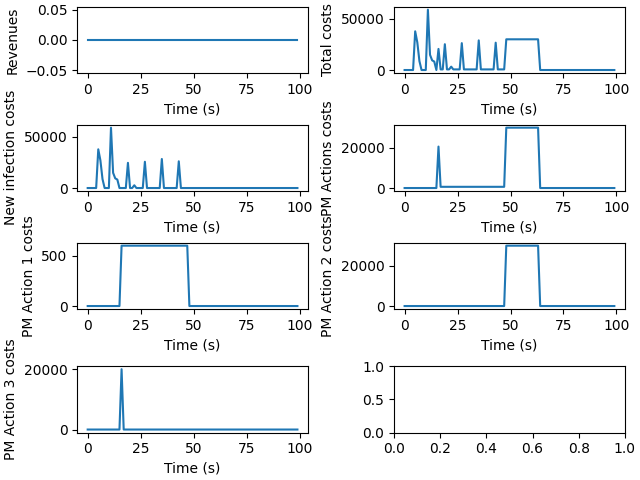 Revenues
0.05
0.00
−0.05
0 25 50 75 100
Time (s)
Total costs
50000
0
0 25 50 75 100
Time (s)
New infection costs
50000
0
0 25 50 75 100
Time (s)
PM Actions costs
20000
0
0 25 50 75 100
Time (s)
PM Action 1 costs
500
0
0 25 50 75 100
Time (s)
PM Action 2 costs
20000
0
0 25 50 75 100
Time (s)
PM Action 3 costs
20000
0
0 25 50 75 100
Time (s)
1.0
0.5
0.0
0.0 0.2 0.4 0.6 0.8 1.0